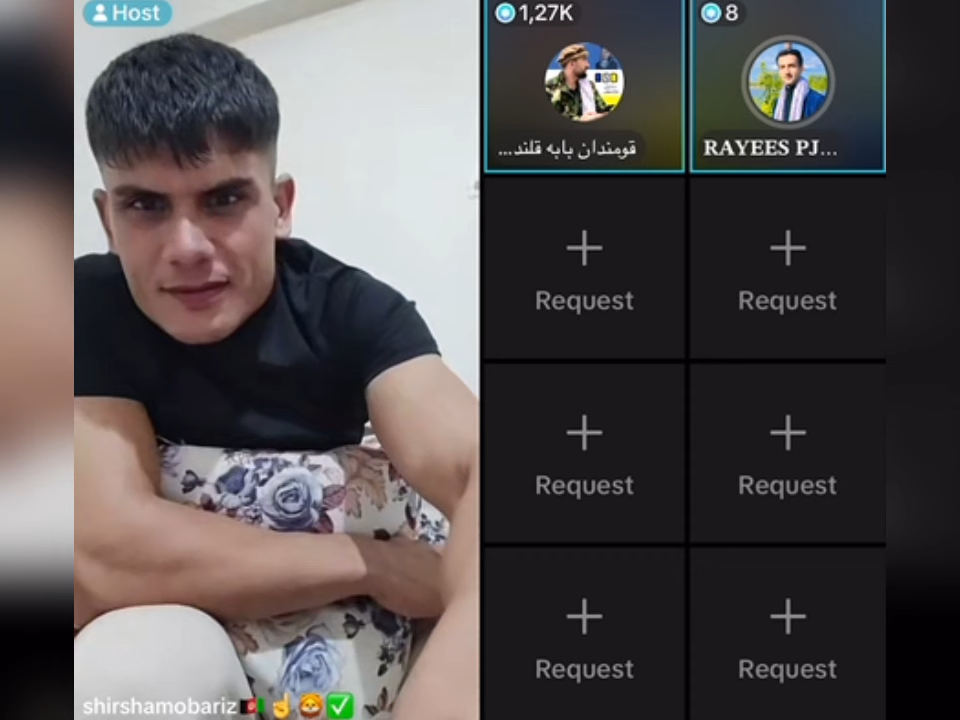 Host
1,27K
8
قومندان بابه قلند...
RAYEES PJ...
Request
Request
Request
Request
Request
Request
shirshamobariz🇦🇫☝️🦁✅